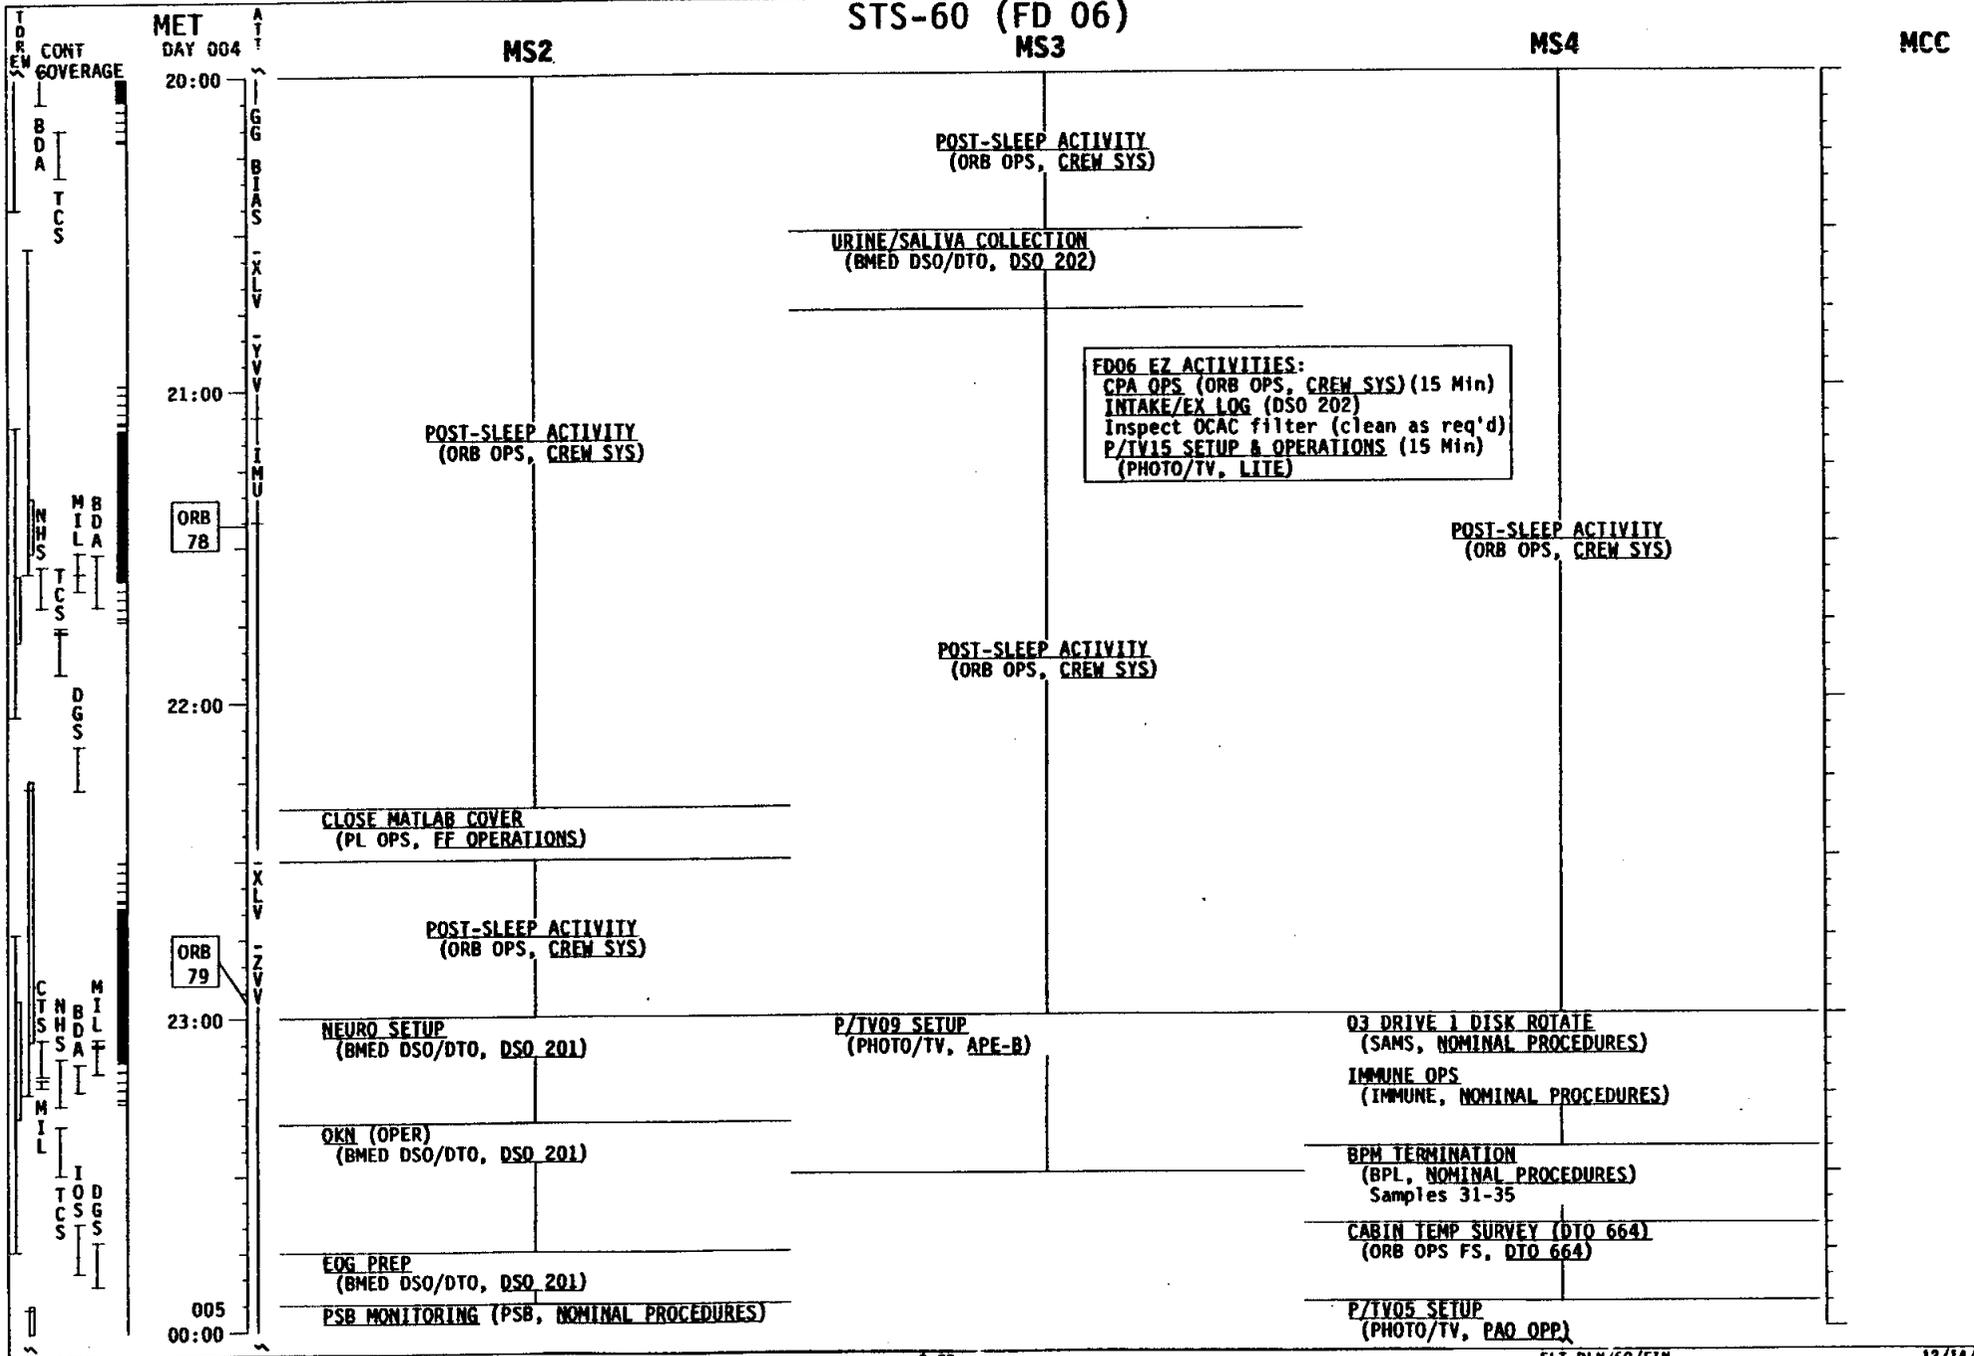 STS-60 (FD 06)
TDRS
EW
CONT
COVERAGE
MET
DAY 004
ATT
MS2
MS3
MS4
MCC
20:00
GG BIAS
BDA
TCS
POST-SLEEP ACTIVITY
(ORB OPS, CREW SYS)
URINE/SALIVA COLLECTION
(BMED DSO/DTO, DSO 202)
-XLV
-YVV
FD06 EZ ACTIVITIES:
CPA OPS (ORB OPS, CREW SYS)(15 Min)
INTAKE/EX LOG (DSO 202)
Inspect OCAC filter (clean as req'd)
P/TV15 SETUP & OPERATIONS (15 Min)
(PHOTO/TV, LITE)
21:00
POST-SLEEP ACTIVITY
(ORB OPS, CREW SYS)
IMU
NHS
TCS
MIL
BDA
ORB
78
POST-SLEEP ACTIVITY
(ORB OPS, CREW SYS)
POST-SLEEP ACTIVITY
(ORB OPS, CREW SYS)
DGS
22:00
CLOSE MATLAB COVER
(PL OPS, FF OPERATIONS)
-XLV
-ZVV
POST-SLEEP ACTIVITY
(ORB OPS, CREW SYS)
ORB
79
CTS
NHS
BDA
MIL
23:00
NEURO SETUP
(BMED DSO/DTO, DSO 201)
P/TV09 SETUP
(PHOTO/TV, APE-B)
03 DRIVE 1 DISK ROTATE
(SAMS, NOMINAL PROCEDURES)
IMMUNE OPS
(IMMUNE, NOMINAL PROCEDURES)
MIL
OKN (OPER)
(BMED DSO/DTO, DSO 201)
BPM TERMINATION
(BPL, NOMINAL PROCEDURES)
Samples 31-35
TCS
IOS
DGS
CABIN TEMP SURVEY (DTO 664)
(ORB OPS FS, DTO 664)
EOG PREP
(BMED DSO/DTO, DSO 201)
005
00:00
PSB MONITORING (PSB, NOMINAL PROCEDURES)
P/TV05 SETUP
(PHOTO/TV, PAO OPP)